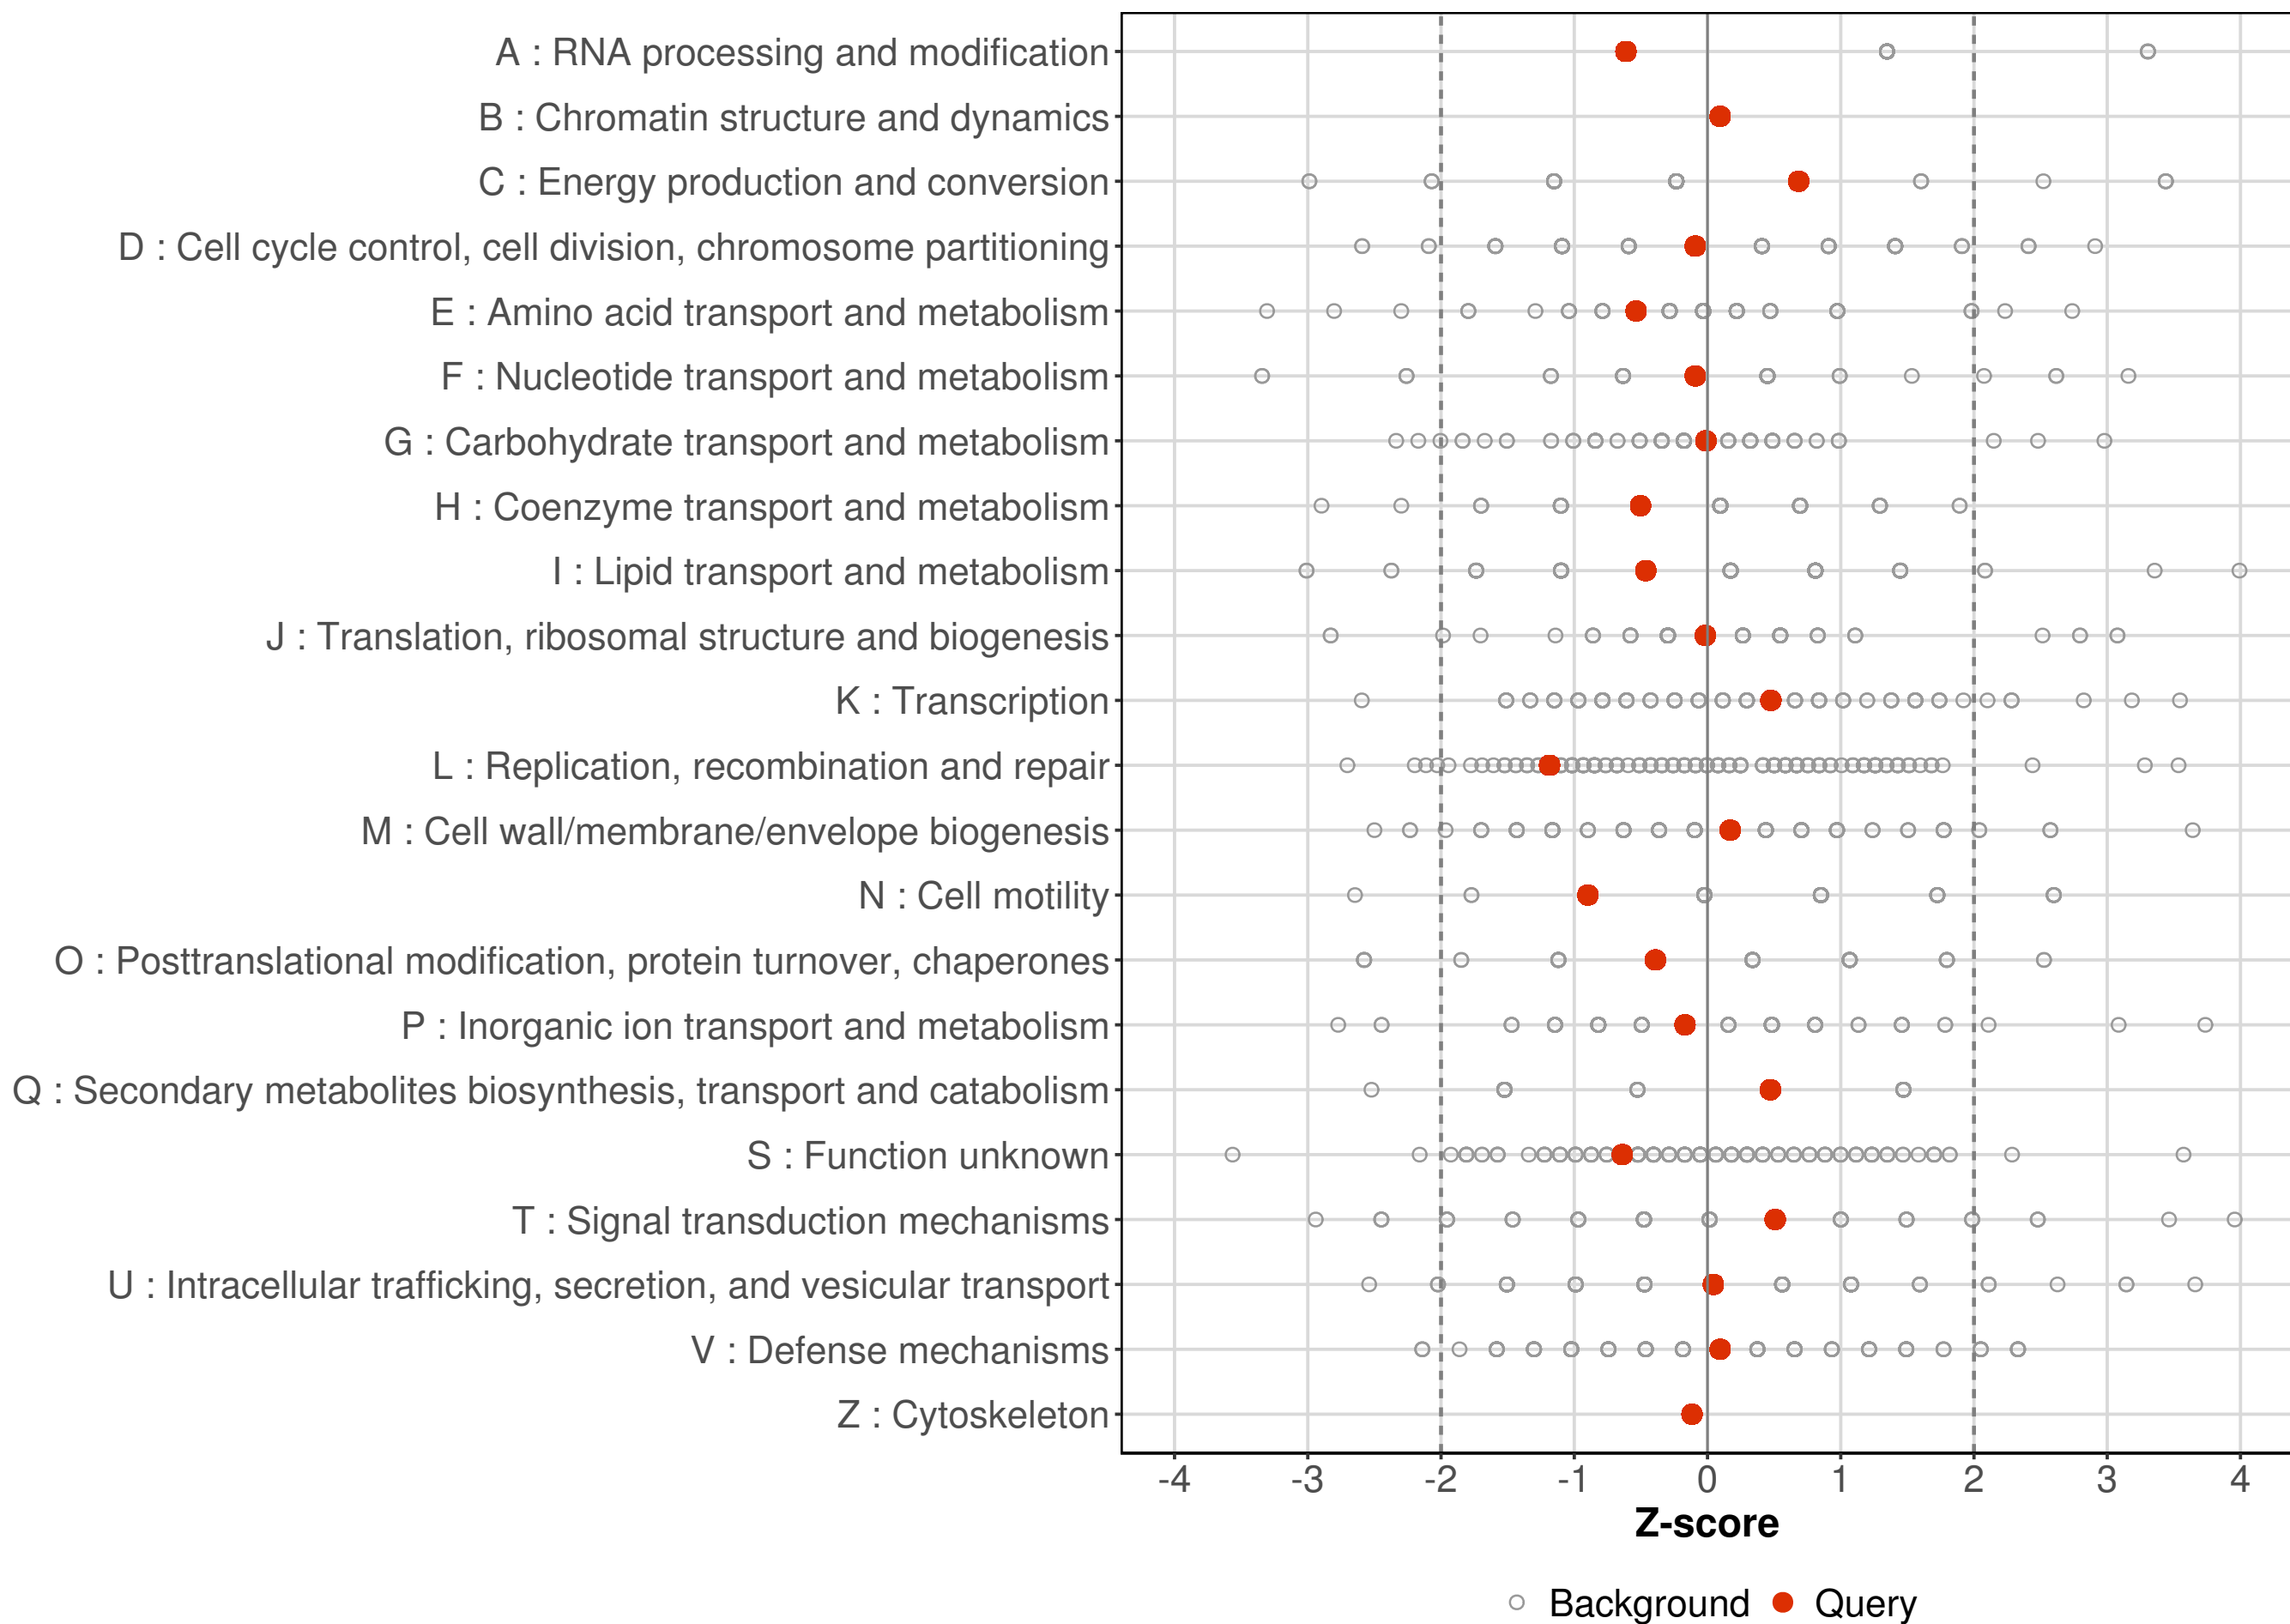 A : RNA processing and modification
B : Chromatin structure and dynamics
C : Energy production and conversion
D : Cell cycle control, cell division, chromosome partitioning
E : Amino acid transport and metabolism
F : Nucleotide transport and metabolism
G : Carbohydrate transport and metabolism
H : Coenzyme transport and metabolism
I : Lipid transport and metabolism
J : Translation, ribosomal structure and biogenesis
K : Transcription
L : Replication, recombination and repair
M : Cell wall/membrane/envelope biogenesis
N : Cell motility
O : Posttranslational modification, protein turnover, chaperones
P : Inorganic ion transport and metabolism
Q : Secondary metabolites biosynthesis, transport and catabolism
S : Function unknown
T : Signal transduction mechanisms
U : Intracellular trafficking, secretion, and vesicular transport
V : Defense mechanisms
Z : Cytoskeleton
-4 -3 -2 -1 0 1 2 3 4
Z-score
Background Query